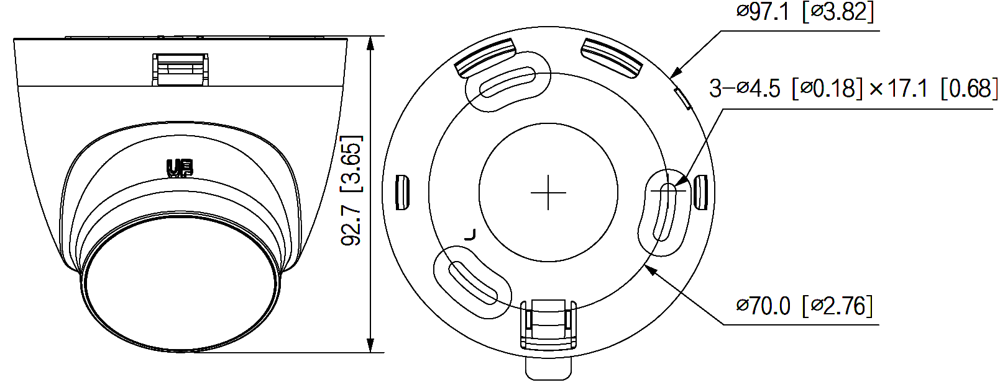 ⌀97.1 [⌀3.82]
3-⌀4.5 [⌀0.18]×17.1 [0.68]
UP
92.7 [3.65]
⌀70.0 [⌀2.76]